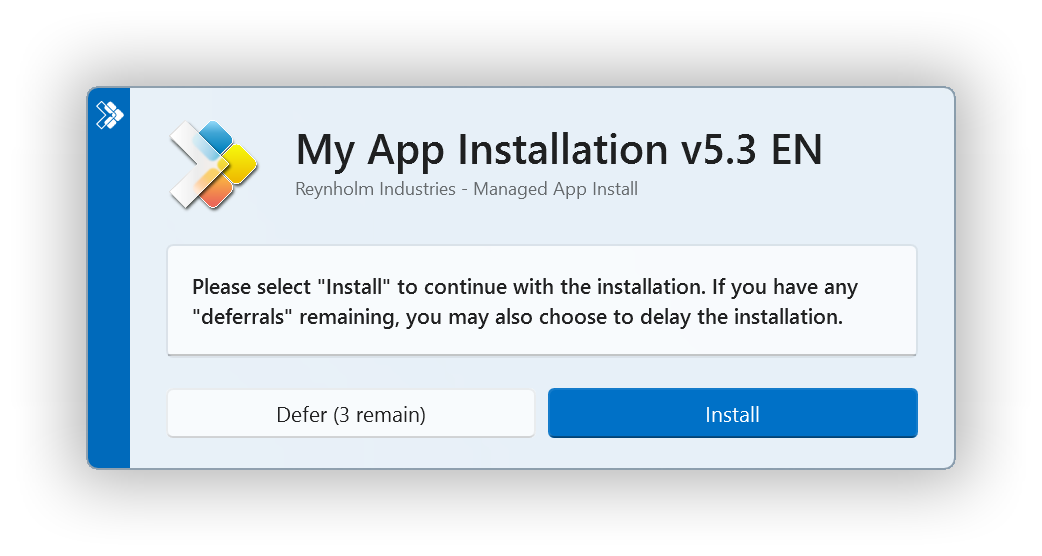 My App Installation v5.3 EN
Reynholm Industries - Managed App Install
Please select "Install" to continue with the installation. If you have any
"deferrals" remaining, you may also choose to delay the installation.
Defer (3 remain)
Install